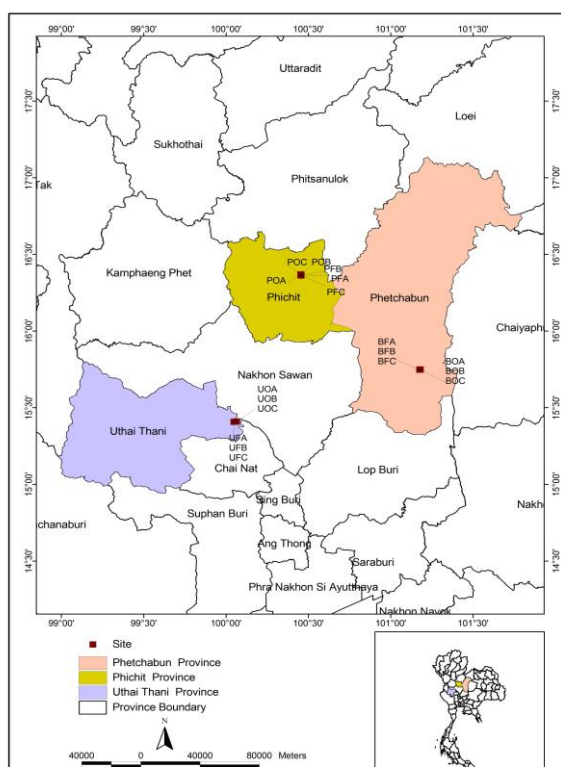 99°00' 99°30' 100°00' 100°30' 101°00' 101°30'
Uttaradit
17°30'
17°30'
Loei
Sukhothai
17°00'
Tak
Phitsanulok
17°00'
16°30'
16°30'
POC POB
Kamphaeng Phet
PFB
POA
PFA
Phichit
PFC
Phetchabun
16°00'
16°00'
Chaiyaph
BFA
BFB
BFC
BOA
BOB
BOC
Nakhon Sawan
UOA
UOB
UOC
15°30'
15°30'
Uthai Thani
UFA
UFB
UFC
Chai Nat
Lop Buri
15°00'
15°00'
Sing Buri
Nakh
Suphan Buri
chanaburi
Ang Thong
14°30'
14°30'
Saraburi
Phra Nakhon Si Ayutthaya
Nakhon Nayok
99°00' 99°30' 100°00' 100°30' 101°00' 101°30'
Site
Phetchabun Province
Phichit Province
Uthai Thani Province
Province Boundary
N
40000 0 40000 80000 Meters